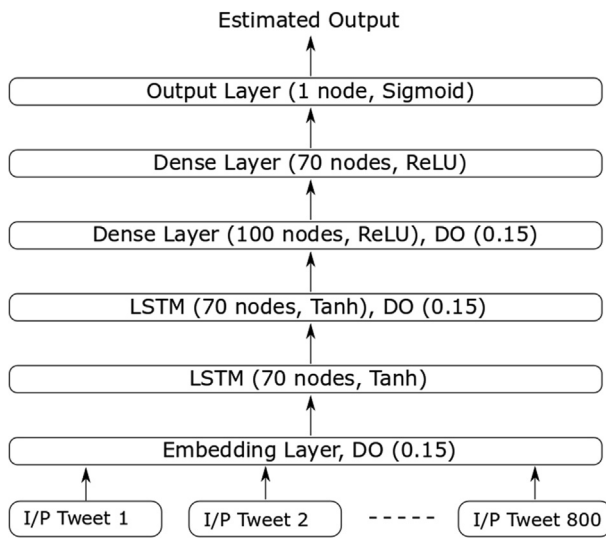 Estimated Output
Output Layer (1 node, Sigmoid)
Dense Layer (70 nodes, ReLU)
Dense Layer (100 nodes, ReLU), DO (0.15)
LSTM (70 nodes, Tanh), DO (0.15)
LSTM (70 nodes, Tanh)
Embedding Layer, DO (0.15)
I/P Tweet 1
I/P Tweet 2
I/P Tweet 800